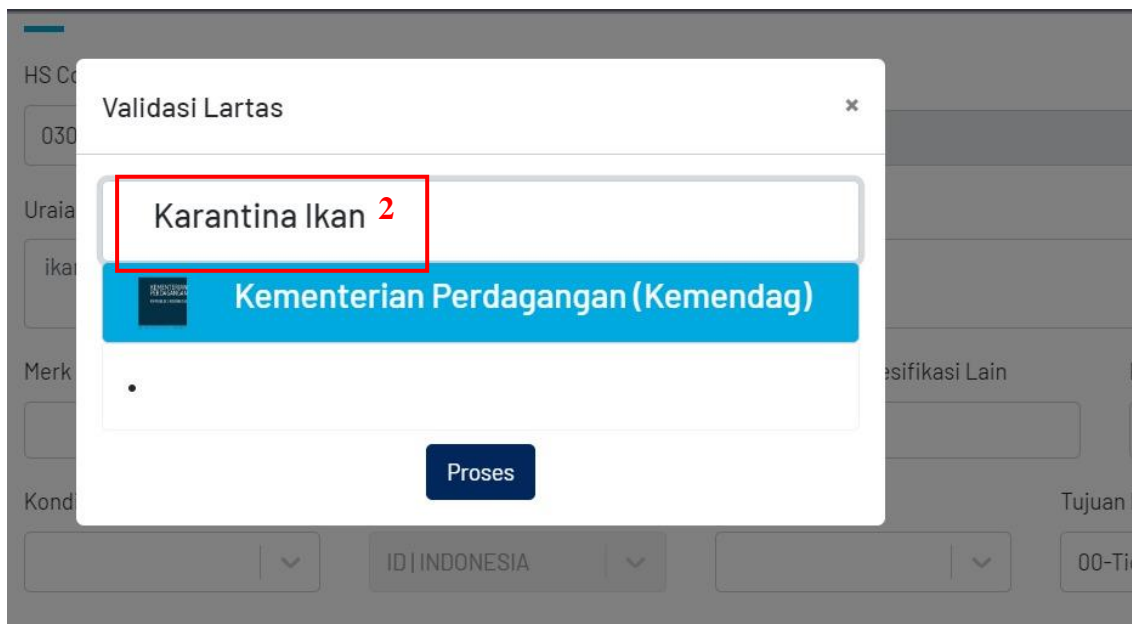 HS Co
Validasi Lartas
×
030
Uraia
Karantina Ikan 2
ikan
Kementerian Perdagangan (Kemendag)
Merk
esifikasi Lain
•
Proses
Kondi
Tujuan
ID | INDONESIA
00-Ti